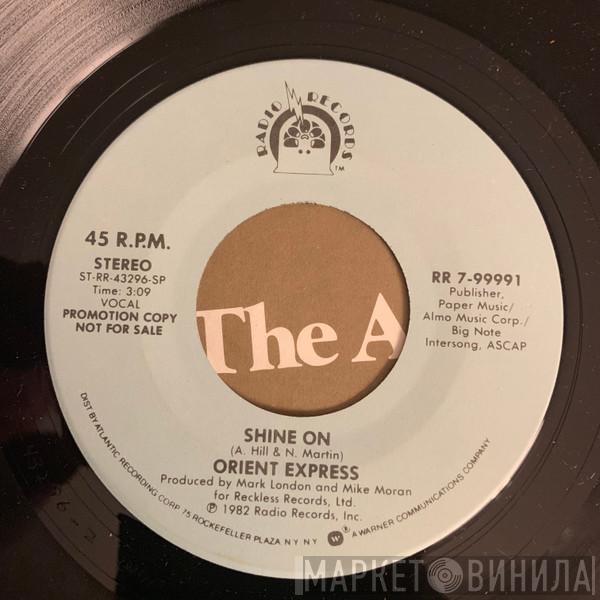 RADIO RECORDS
TM
45 R.P.M.
STEREO
ST-RR-43296-SP
Time: 3:09
VOCAL
PROMOTION COPY
NOT FOR SALE
RR 7-99991
Publisher,
Paper Music/
Almo Music Corp./
Big Note
Intersong, ASCAP
The A
SHINE ON
(A. Hill & N. Martin)
ORIENT EXPRESS
Produced by Mark London and Mike Moran
for Reckless Records, Ltd.
℗ 1982 Radio Records, Inc.
DIST BY ATLANTIC RECORDING CORP. 75 ROCKEFELLER PLAZA NY NY W ® A WARNER COMMUNICATIONS COMPANY
МАРКЕТ ВИНИЛА